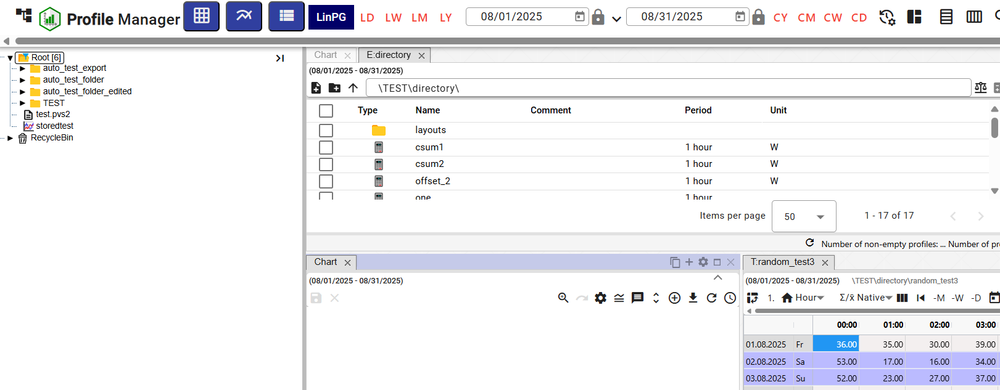 Profile Manager LinPG LD LW LM LY 08/01/2025 08/31/2025 CY CM CW CD
Root [6]
auto_test_export
auto_test_folder
auto_test_folder_edited
TEST
test.pvs2
storedtest
RecycleBin
Chart E:directory
(08/01/2025 - 08/31/2025)
\TEST\directory\
Type Name Comment Period Unit
layouts
csum1 1 hour W
csum2 1 hour W
offset_2 1 hour W
one 1 hour
Items per page 50 1 - 17 of 17
Number of non-empty profiles: ... Number of pr
Chart
(08/01/2025 - 08/31/2025)
T:random_test3
(08/01/2025 - 08/31/2025) \TEST\directory\random_test3
1. Hour Σ/x̄ Native -M -W -D
00:00 01:00 02:00 03:00
01.08.2025 Fr 36.00 35.00 30.00 39.00
02.08.2025 Sa 53.00 17.00 16.00 34.00
03.08.2025 Su 52.00 23.00 27.00 37.00